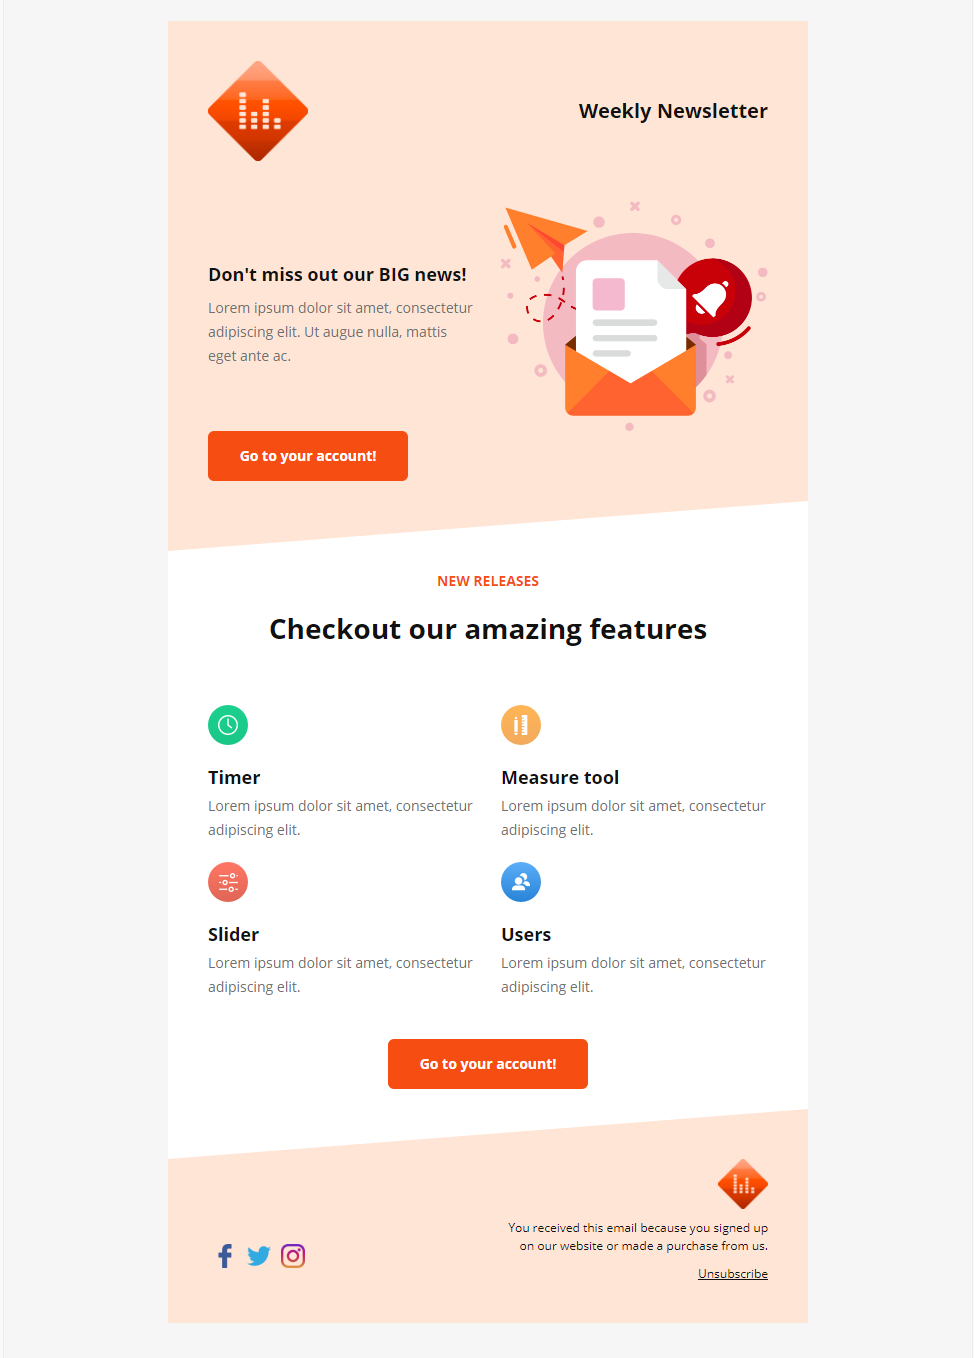 Weekly Newsletter
Don't miss out our BIG news!
Lorem ipsum dolor sit amet, consectetur
adipiscing elit. Ut augue nulla, mattis
eget ante ac.
Go to your account!
NEW RELEASES
Checkout our amazing features
Timer
Lorem ipsum dolor sit amet, consectetur
adipiscing elit.
Measure tool
Lorem ipsum dolor sit amet, consectetur
adipiscing elit.
Slider
Lorem ipsum dolor sit amet, consectetur
adipiscing elit.
Users
Lorem ipsum dolor sit amet, consectetur
adipiscing elit.
Go to your account!
You received this email because you signed up
on our website or made a purchase from us.
Unsubscribe